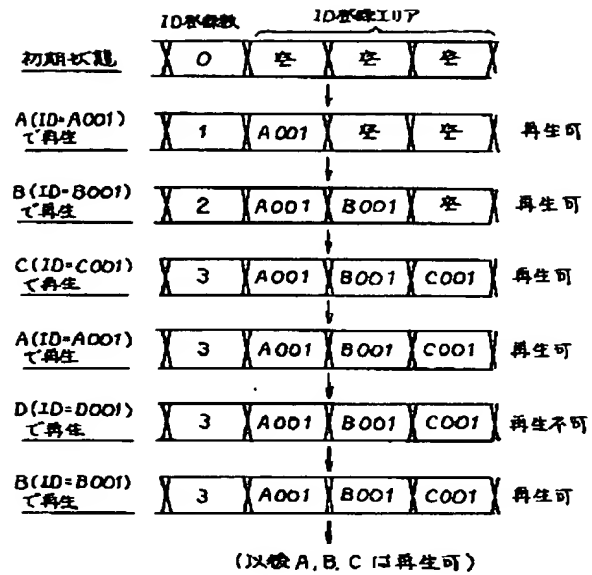 ID登録数 ID登録エリア
初期状態 0 空 空 空
A(ID=A001) 1 A001 空 空 再生可
で再生
B(ID=B001) 2 A001 B001 空 再生可
で再生
C(ID=C001) 3 A001 B001 C001 再生可
で再生
A(ID=A001) 3 A001 B001 C001 再生可
で再生
D(ID=D001) 3 A001 B001 C001 再生不可
で再生
B(ID=B001) 3 A001 B001 C001 再生可
で再生
(以後A,B,Cは再生可)